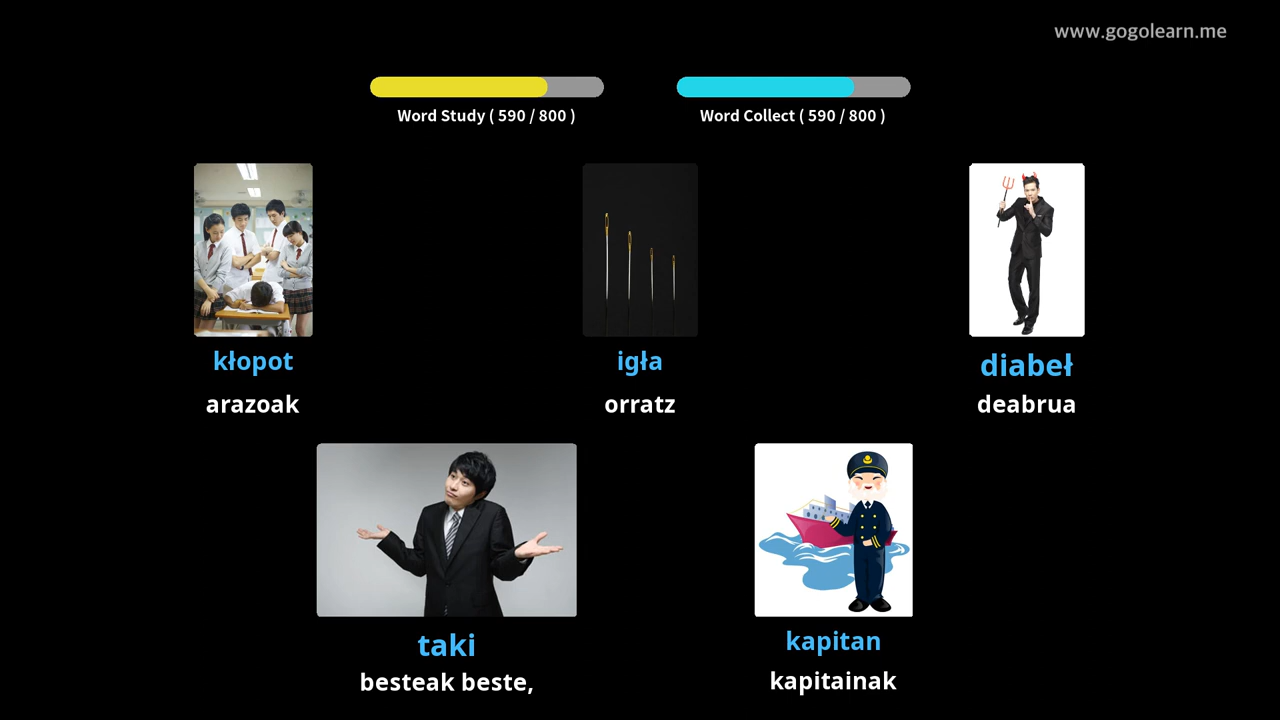 www.gogolearn.me
Word Study ( 590 / 800 )
Word Collect ( 590 / 800 )
kłopot
arazoak
igła
orratz
diabeł
deabrua
taki
besteak beste,
kapitan
kapitainak